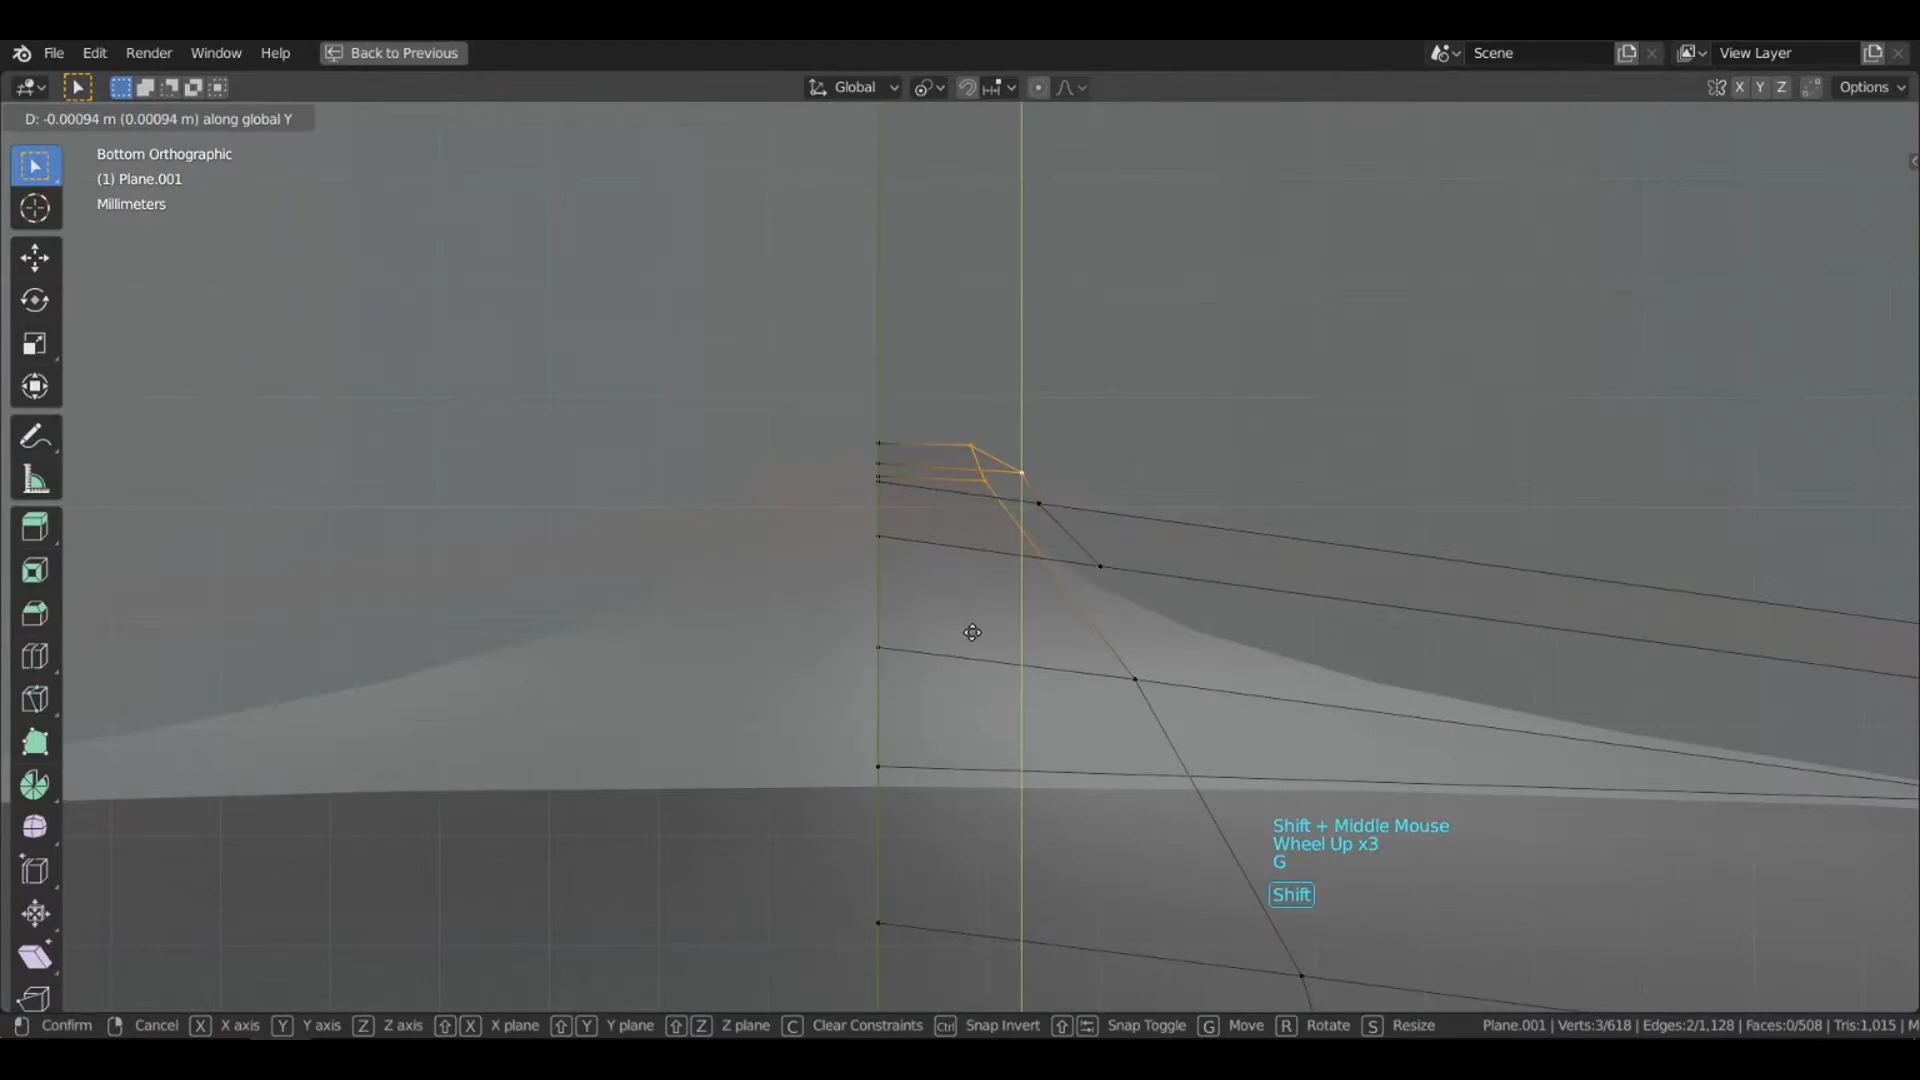 File Edit Render Window Help Back to Previous Scene View Layer
Global X Y Z Options
D: -0.00094 m (0.00094 m) along global Y
Bottom Orthographic
(1) Plane.001
Millimeters
Shift + Middle Mouse
Wheel Up x3
G
Shift
Confirm Cancel X X axis Y Y axis Z Z axis X X plane Y Y plane Z Z plane C Clear Constraints Ctrl Snap Invert Snap Toggle G Move R Rotate S Resize Plane.001 | Verts:3/618 | Edges:2/1,128 | Faces:0/508 | Tris:1,015 | M